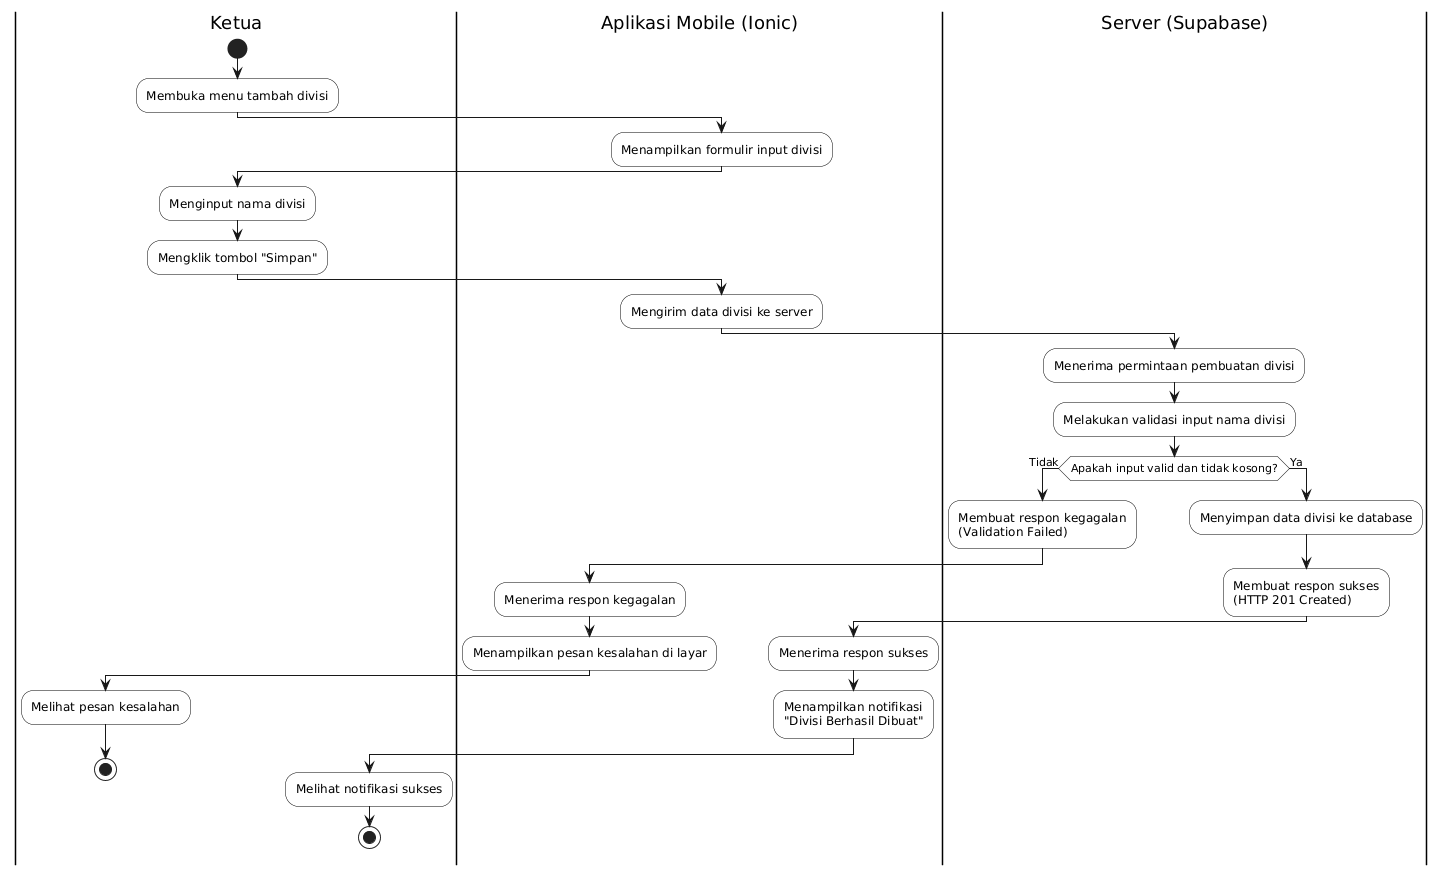 Ketua
Aplikasi Mobile (Ionic)
Server (Supabase)
Membuka menu tambah divisi
Menampilkan formulir input divisi
Menginput nama divisi
Mengklik tombol "Simpan"
Mengirim data divisi ke server
Menerima permintaan pembuatan divisi
Melakukan validasi input nama divisi
Tidak
Apakah input valid dan tidak kosong?
Ya
Membuat respon kegagalan
(Validation Failed)
Menyimpan data divisi ke database
Menerima respon kegagalan
Membuat respon sukses
(HTTP 201 Created)
Menampilkan pesan kesalahan di layar
Menerima respon sukses
Melihat pesan kesalahan
Menampilkan notifikasi
"Divisi Berhasil Dibuat"
Melihat notifikasi sukses